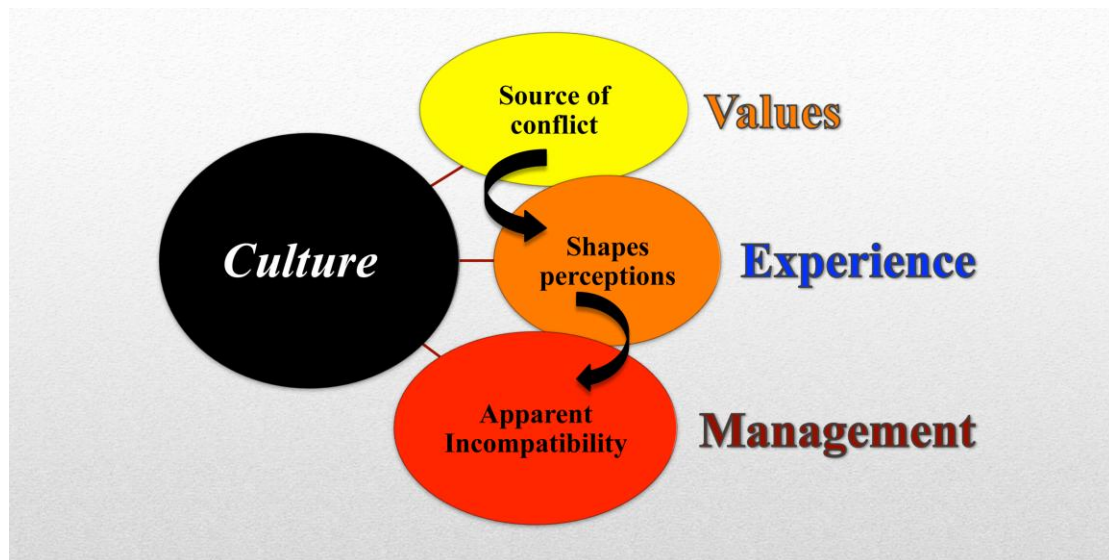 Source of
conflict
Values
Culture
Shapes
perceptions
Experience
Apparent
Incompatibility
Management